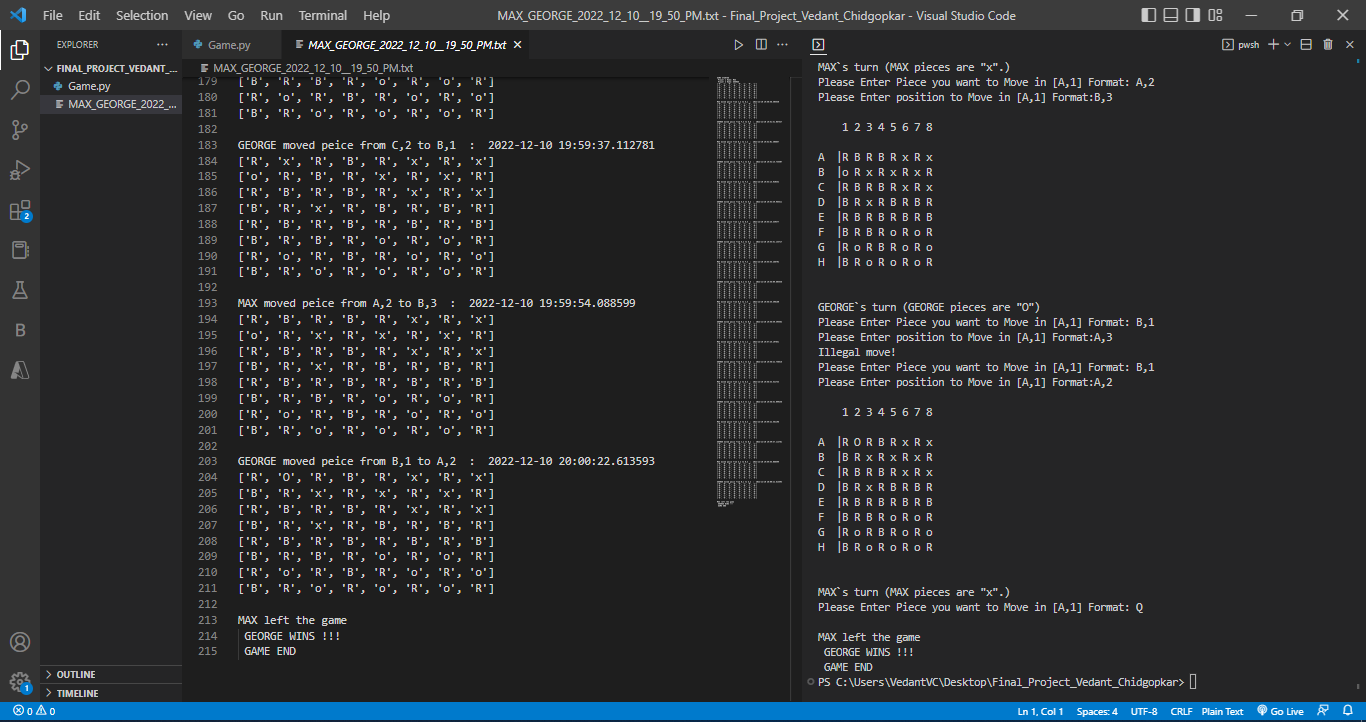 File Edit Selection View Go Run Terminal Help MAX_GEORGE_2022_12_10__19_50_PM.txt - Final_Project_Vedant_Chidgopkar - Visual Studio Code
EXPLORER
FINAL_PROJECT_VEDANT_...
Game.py
MAX_GEORGE_2022_...
OUTLINE
TIMELINE
2
B
1
Game.py MAX_GEORGE_2022_12_10__19_50_PM.txt
MAX_GEORGE_2022_12_10__19_50_PM.txt
179 ['B', 'R', 'B', 'R', 'o', 'R', 'o', 'R']
180 ['R', 'o', 'R', 'B', 'R', 'o', 'R', 'o']
181 ['B', 'R', 'o', 'R', 'o', 'R', 'o', 'R']
182
183 GEORGE moved peice from C,2 to B,1 : 2022-12-10 19:59:37.112781
184 ['R', 'x', 'R', 'B', 'R', 'x', 'R', 'x']
185 ['o', 'R', 'B', 'R', 'x', 'R', 'x', 'R']
186 ['R', 'B', 'R', 'B', 'R', 'x', 'R', 'x']
187 ['B', 'R', 'x', 'R', 'B', 'R', 'B', 'R']
188 ['R', 'B', 'R', 'B', 'R', 'B', 'R', 'B']
189 ['B', 'R', 'B', 'R', 'o', 'R', 'o', 'R']
190 ['R', 'o', 'R', 'B', 'R', 'o', 'R', 'o']
191 ['B', 'R', 'o', 'R', 'o', 'R', 'o', 'R']
192
193 MAX moved peice from A,2 to B,3 : 2022-12-10 19:59:54.088599
194 ['R', 'B', 'R', 'B', 'R', 'x', 'R', 'x']
195 ['o', 'R', 'x', 'R', 'x', 'R', 'x', 'R']
196 ['R', 'B', 'R', 'B', 'R', 'x', 'R', 'x']
197 ['B', 'R', 'x', 'R', 'B', 'R', 'B', 'R']
198 ['R', 'B', 'R', 'B', 'R', 'B', 'R', 'B']
199 ['B', 'R', 'B', 'R', 'o', 'R', 'o', 'R']
200 ['R', 'o', 'R', 'B', 'R', 'o', 'R', 'o']
201 ['B', 'R', 'o', 'R', 'o', 'R', 'o', 'R']
202
203 GEORGE moved peice from B,1 to A,2 : 2022-12-10 20:00:22.613593
204 ['R', 'O', 'R', 'B', 'R', 'x', 'R', 'x']
205 ['B', 'R', 'x', 'R', 'x', 'R', 'x', 'R']
206 ['R', 'B', 'R', 'B', 'R', 'x', 'R', 'x']
207 ['B', 'R', 'x', 'R', 'B', 'R', 'B', 'R']
208 ['R', 'B', 'R', 'B', 'R', 'B', 'R', 'B']
209 ['B', 'R', 'B', 'R', 'o', 'R', 'o', 'R']
210 ['R', 'o', 'R', 'B', 'R', 'o', 'R', 'o']
211 ['B', 'R', 'o', 'R', 'o', 'R', 'o', 'R']
212
213 MAX left the game
214 GEORGE WINS !!!
215 GAME END
pwsh
MAX`s turn (MAX pieces are "x".)
Please Enter Piece you want to Move in [A,1] Format: A,2
Please Enter position to Move in [A,1] Format:B,3
1 2 3 4 5 6 7 8
A |R B R B R x R x
B |o R x R x R x R
C |R B R B R x R x
D |B R x R B R B R
E |R B R B R B R B
F |B R B R o R o R
G |R o R B R o R o
H |B R o R o R o R
GEORGE`s turn (GEORGE pieces are "O")
Please Enter Piece you want to Move in [A,1] Format: B,1
Please Enter position to Move in [A,1] Format:A,3
Illegal move!
Please Enter Piece you want to Move in [A,1] Format: B,1
Please Enter position to Move in [A,1] Format:A,2
1 2 3 4 5 6 7 8
A |R O R B R x R x
B |B R x R x R x R
C |R B R B R x R x
D |B R x R B R B R
E |R B R B R B R B
F |B R B R o R o R
G |R o R B R o R o
H |B R o R o R o R
MAX`s turn (MAX pieces are "x".)
Please Enter Piece you want to Move in [A,1] Format: Q
MAX left the game
GEORGE WINS !!!
GAME END
PS C:\Users\VedantVC\Desktop\Final_Project_Vedant_Chidgopkar>
0 0 Ln 1, Col 1 Spaces: 4 UTF-8 CRLF Plain Text Go Live